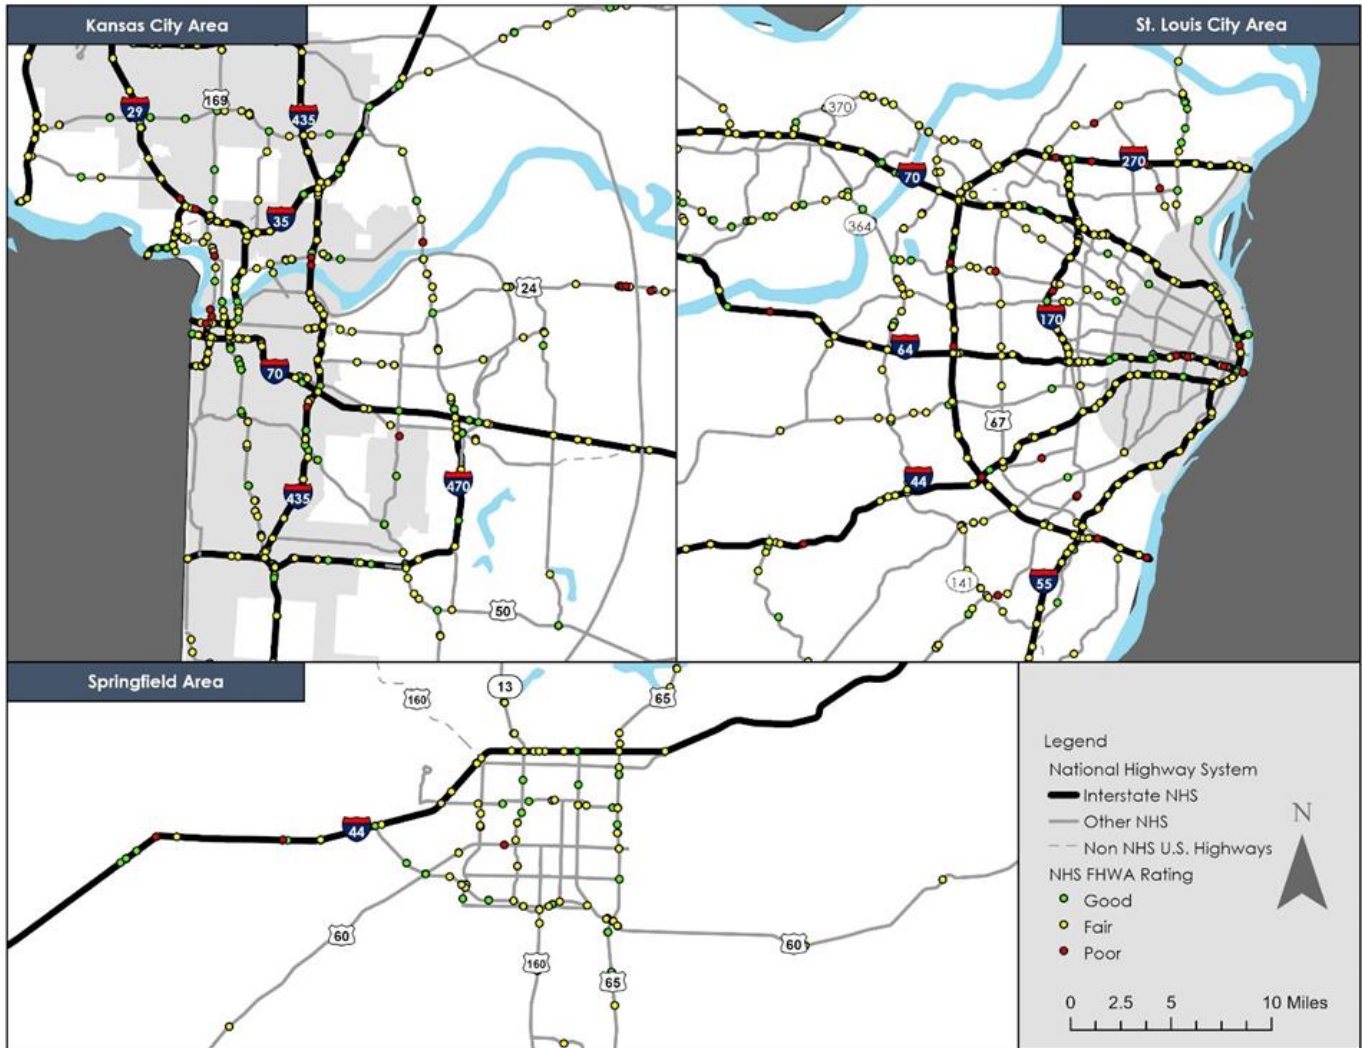 Kansas City Area
29
169
435
35
24
70
435
470
50
St. Louis City Area
370
270
70
364
170
64
67
44
141
55
Springfield Area
160
13
65
44
60
60
160
65
Legend
National Highway System
Interstate NHS
Other NHS
Non NHS U.S. Highways
NHS FHWA Rating
Good
Fair
Poor
N
0 2.5 5 10 Miles